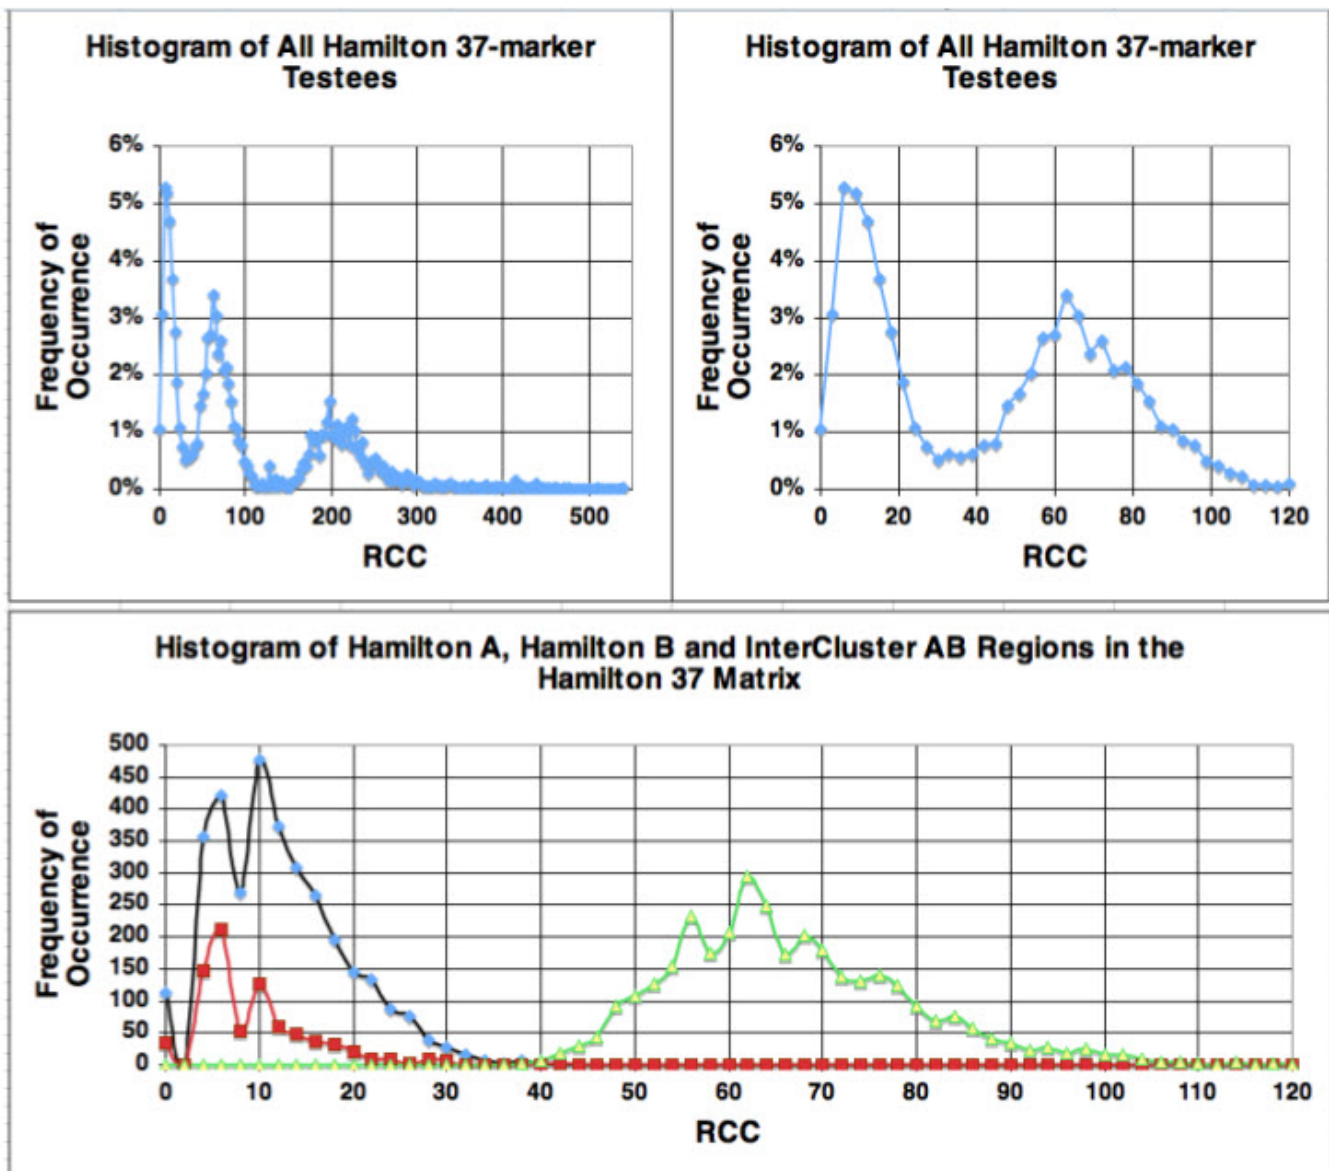 Histogram of All Hamilton 37-marker
Testees
6%
5%
4%
3%
2%
1%
0%
Frequency of
Occurrence
0 100 200 300 400 500
RCC
Histogram of All Hamilton 37-marker
Testees
6%
5%
4%
3%
2%
1%
0%
Frequency of
Occurrence
0 20 40 60 80 100 120
RCC
Histogram of Hamilton A, Hamilton B and InterCluster AB Regions in the
Hamilton 37 Matrix
500
450
400
350
300
250
200
150
100
50
0
Frequency of
Occurrence
0 10 20 30 40 50 60 70 80 90 100 110 120
RCC